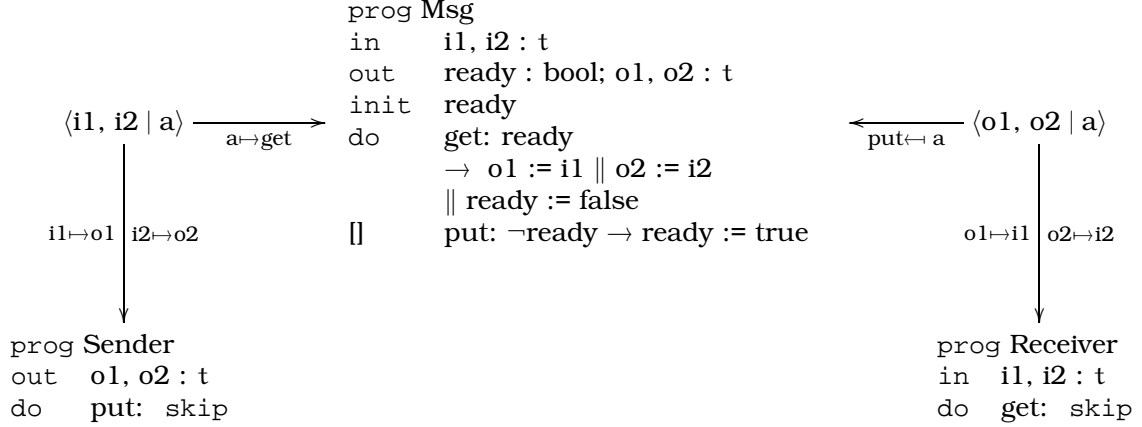 prog Msg
in i1, i2 : t
out ready : bool; o1, o2 : t
init ready
⟨i1, i2 | a⟩ a↦get do get: ready put↤ a ⟨o1, o2 | a⟩
→ o1 := i1 ∥ o2 := i2
∥ ready := false
i1↦o1 i2↦o2 [] put: ¬ready → ready := true o1↦i1 o2↦i2
prog Sender prog Receiver
out o1, o2 : t in i1, i2 : t
do put: skip do get: skip